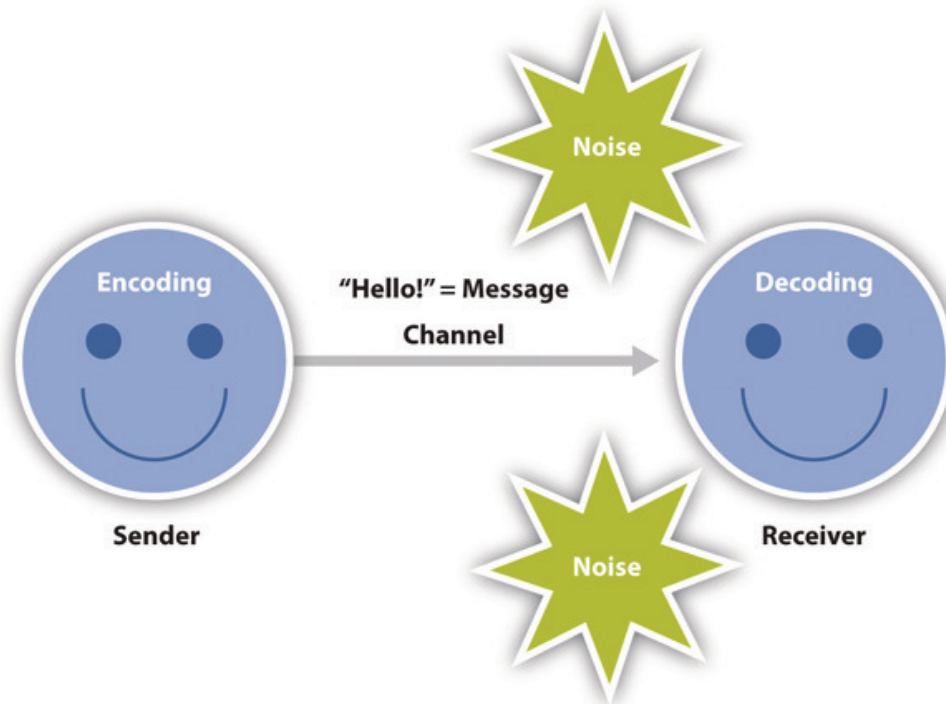 Noise
Encoding
“Hello!” = Message
Channel
Decoding
Sender
Receiver
Noise